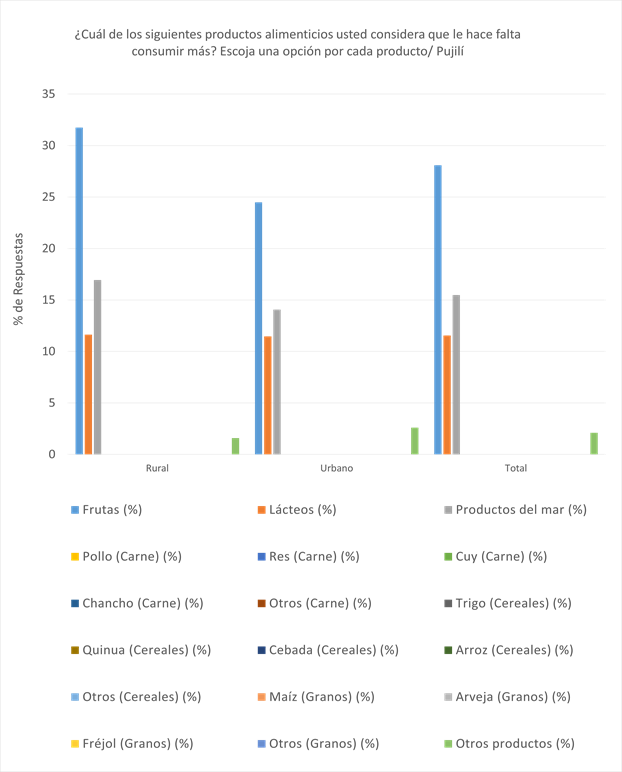 ¿Cuál de los siguientes productos alimenticios usted considera que le hace falta
consumir más? Escoja una opción por cada producto/ Pujilí
35
30
25
20
15
10
5
0
% de Respuestas
Rural Urbano Total
Frutas (%) Lácteos (%) Productos del mar (%)
Pollo (Carne) (%) Res (Carne) (%) Cuy (Carne) (%)
Chancho (Carne) (%) Otros (Carne) (%) Trigo (Cereales) (%)
Quinua (Cereales) (%) Cebada (Cereales) (%) Arroz (Cereales) (%)
Otros (Cereales) (%) Maíz (Granos) (%) Arveja (Granos) (%)
Fréjol (Granos) (%) Otros (Granos) (%) Otros productos (%)